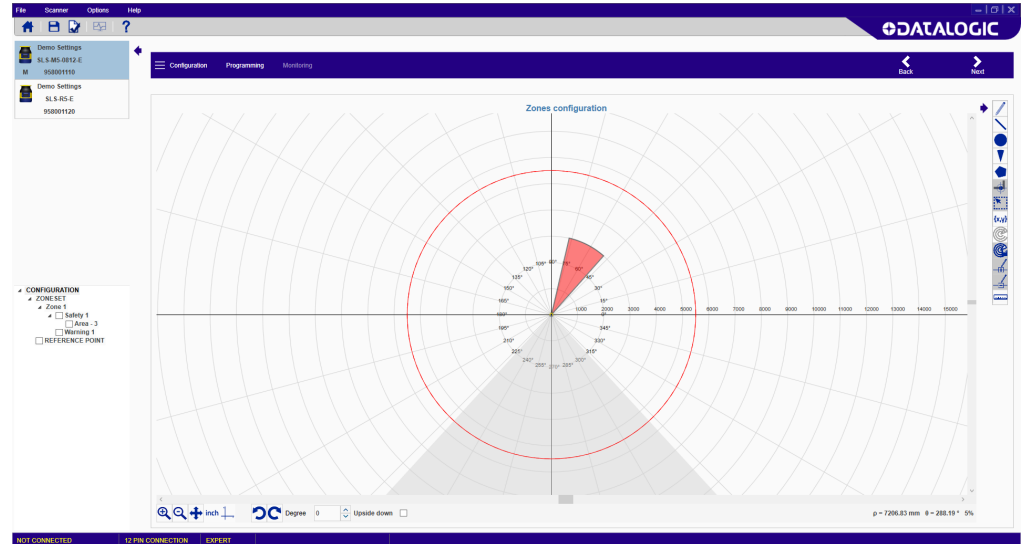 File Scanner Options Help
DATALOGIC
Demo Settings
SLS-M5-0812-E
M 958001110
Demo Settings
SLS-R5-E
958001120
Configuration Programming Monitoring
Back Next
Zones configuration
{x,y}
105° 90° 75°
120° 60°
135° 45°
150° 30°
165° 15°
180° 0°
1000 2000 3000 4000 5000 6000 7000 8000 9000 10000 11000 12000 13000 14000 15000
195° 345°
210° 330°
225° 315°
240° 255° 270° 285° 300°
CONFIGURATION
ZONESET
Zone 1
Safety 1
Area - 3
Warning 1
REFERENCE POINT
inch Degree 0 Upside down
ρ = 7206.83 mm θ = 288.19 ° 5%
NOT CONNECTED 12 PIN CONNECTION EXPERT